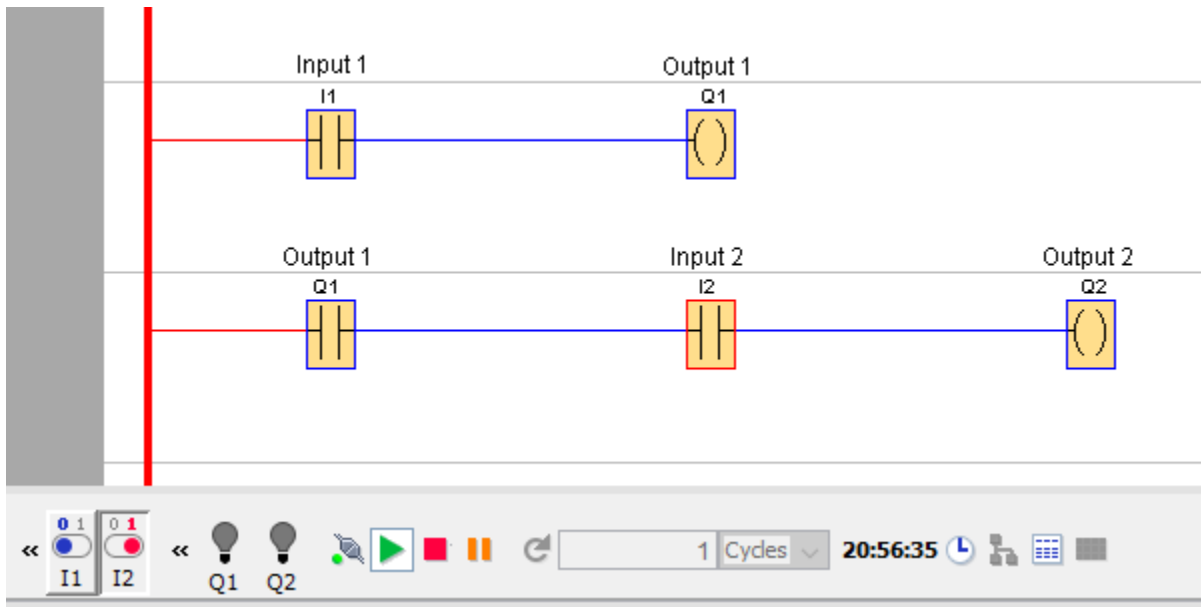 Input 1 Output 1
I1 Q1
Output 1 Input 2 Output 2
Q1 I2 Q2
« 0 1 0 1 « 1 Cycles 20:56:35
I1 I2 Q1 Q2